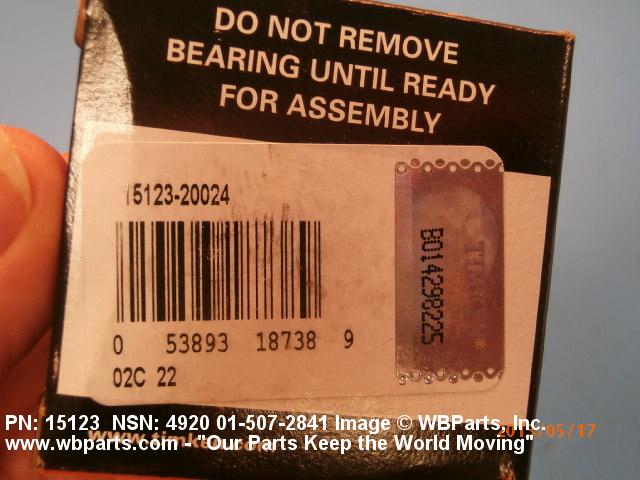 DO NOT REMOVE
BEARING UNTIL READY
FOR ASSEMBLY
15123-20024
B014298225
0 53893 18738 9
02C 22
PN: 15123 NSN: 4920 01-507-2841 Image © WBParts, Inc.
www.wbparts.com - "Our Parts Keep the World Moving"